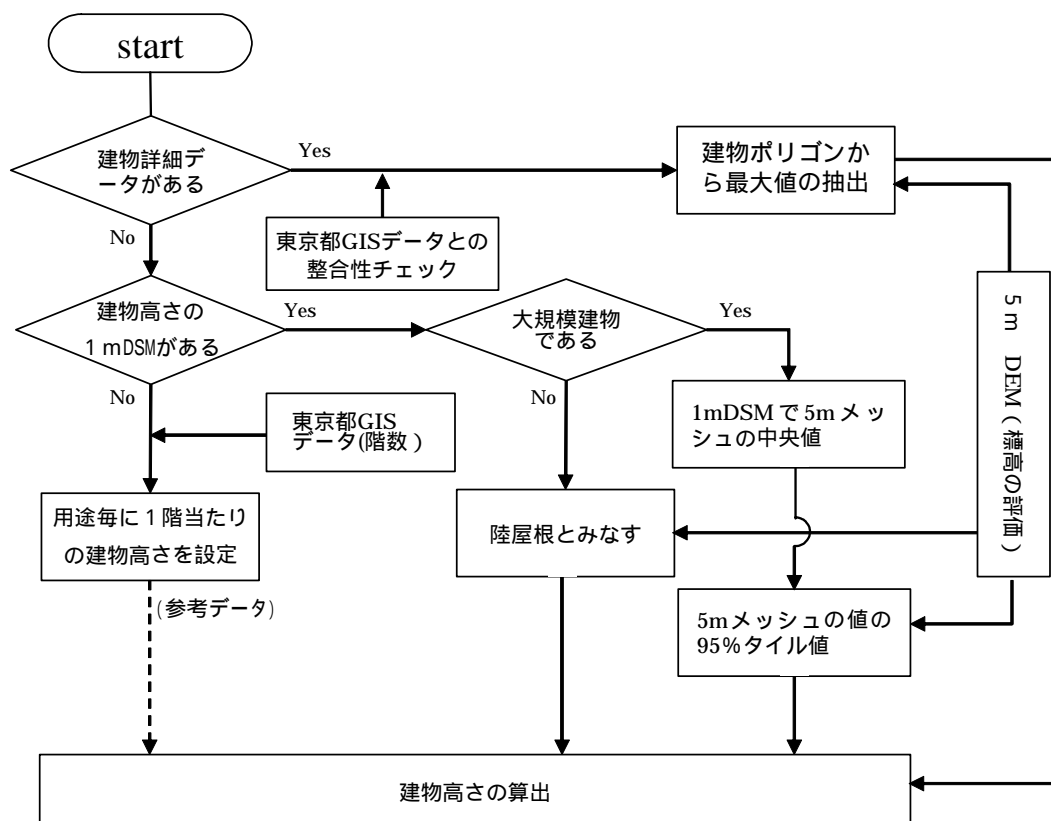 start
建物詳細デ
ータがある
Yes
No
建物ポリゴンか
ら最大値の抽出
東京都GISデータとの
整合性チェック
建物高さの
1mDSMがある
Yes
No
大規模建物
である
Yes
No
5m DEM(標高の評価)
東京都GIS
データ(階数)
1mDSMで5mメッ
シュの中央値
用途毎に1階当たり
の建物高さを設定
陸屋根とみなす
(参考データ)
5mメッシュの値の
95%タイル値
建物高さの算出